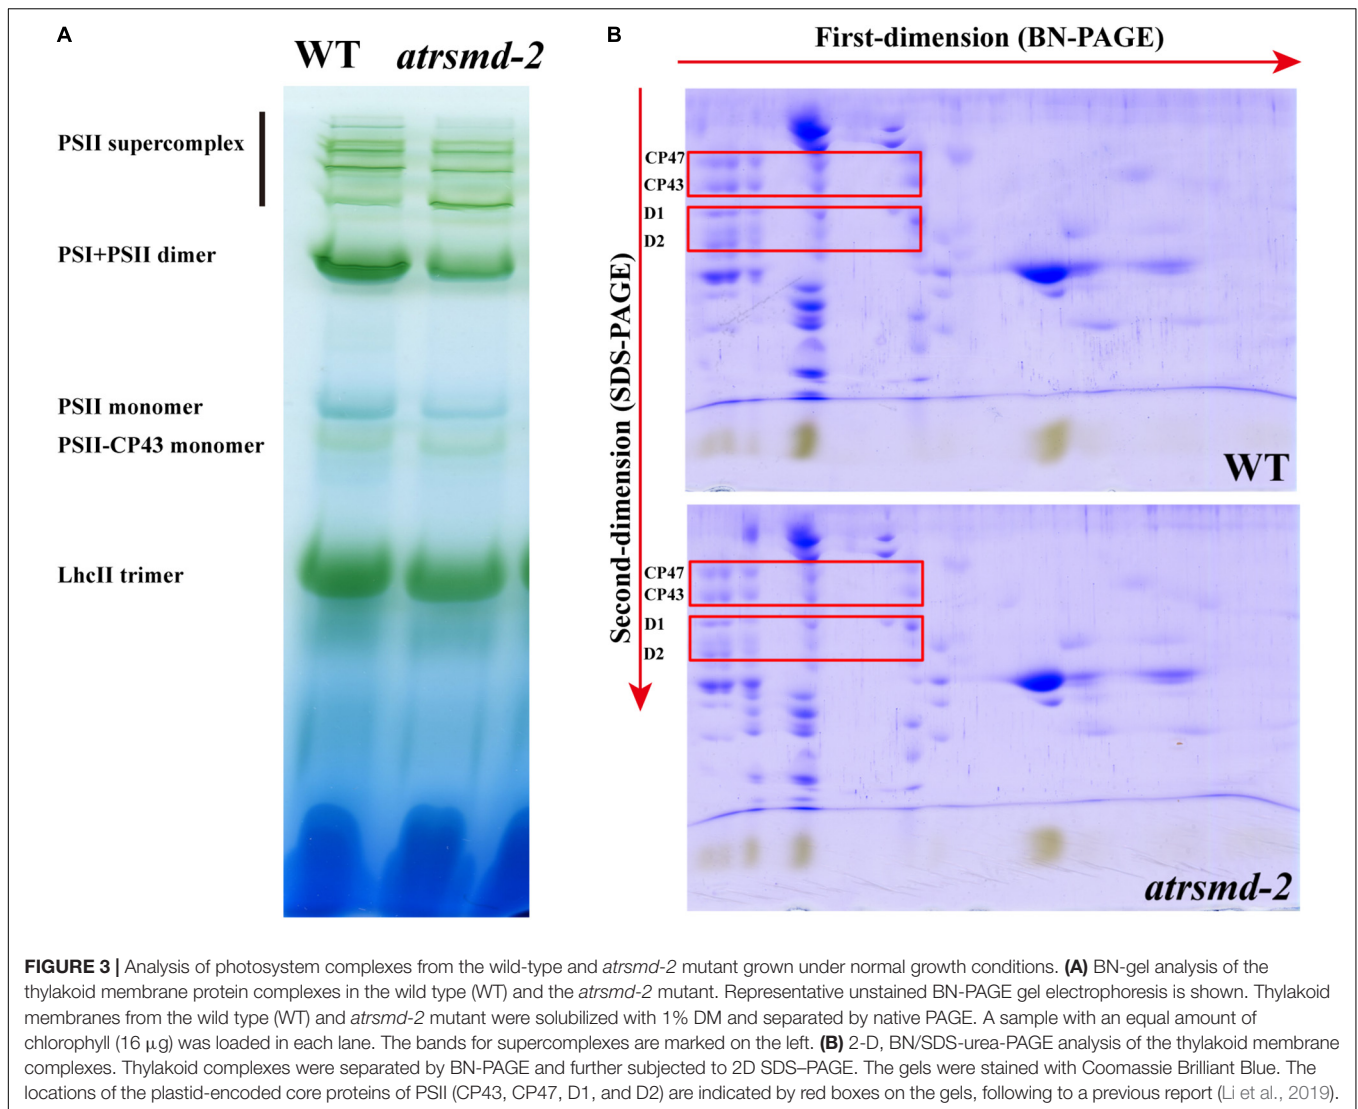 A
WT atrsmd-2
PSII supercomplex
PSI+PSII dimer
PSII monomer
PSII-CP43 monomer
LhcII trimer
B
First-dimension (BN-PAGE)
Second-dimension (SDS-PAGE)
CP47
CP43
D1
D2
WT
CP47
CP43
D1
D2
atrsmd-2
FIGURE 3 | Analysis of photosystem complexes from the wild-type and atrsmd-2 mutant grown under normal growth conditions. (A) BN-gel analysis of the
thylakoid membrane protein complexes in the wild type (WT) and the atrsmd-2 mutant. Representative unstained BN-PAGE gel electrophoresis is shown. Thylakoid
membranes from the wild type (WT) and atrsmd-2 mutant were solubilized with 1% DM and separated by native PAGE. A sample with an equal amount of
chlorophyll (16 μg) was loaded in each lane. The bands for supercomplexes are marked on the left. (B) 2-D, BN/SDS-urea-PAGE analysis of the thylakoid membrane
complexes. Thylakoid complexes were separated by BN-PAGE and further subjected to 2D SDS–PAGE. The gels were stained with Coomassie Brilliant Blue. The
locations of the plastid-encoded core proteins of PSII (CP43, CP47, D1, and D2) are indicated by red boxes on the gels, following to a previous report (Li et al., 2019).